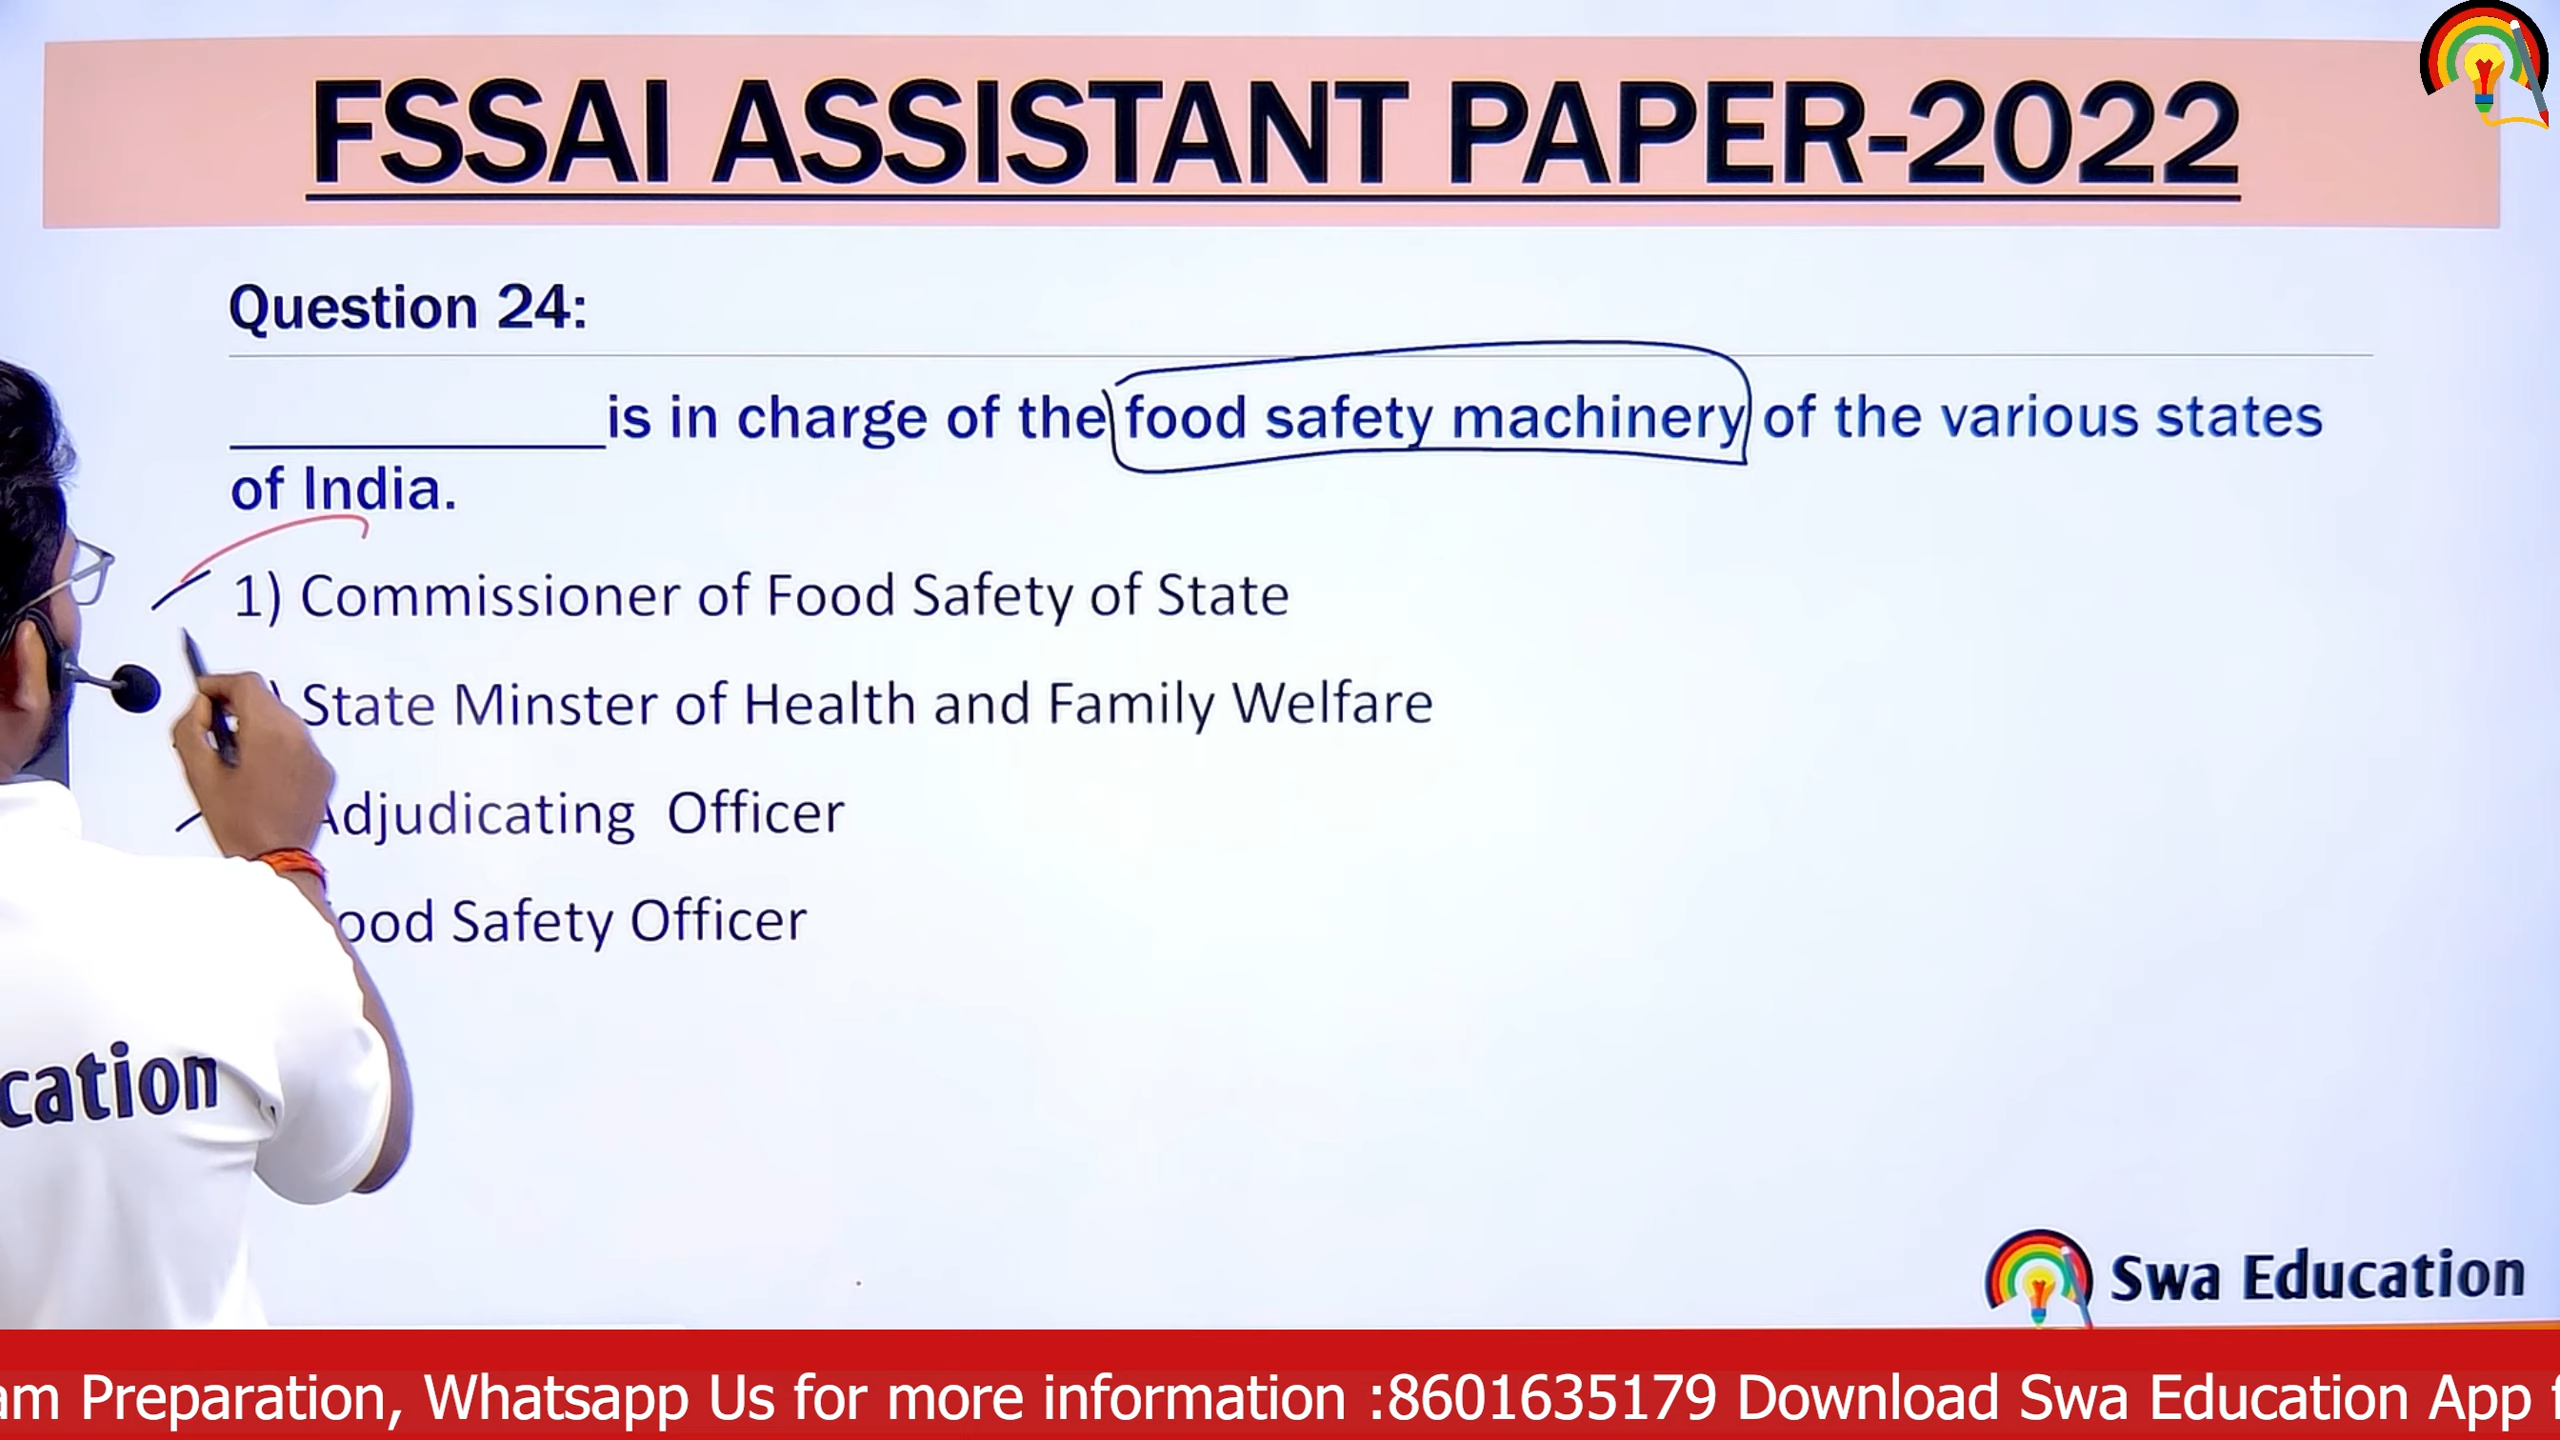 FSSAI ASSISTANT PAPER-2022
Question 24:
____________is in charge of the food safety machinery of the various states
of India.
1) Commissioner of Food Safety of State
) State Minster of Health and Family Welfare
Adjudicating Officer
ood Safety Officer
cation
Swa Education
am Preparation, Whatsapp Us for more information :8601635179 Download Swa Education App f